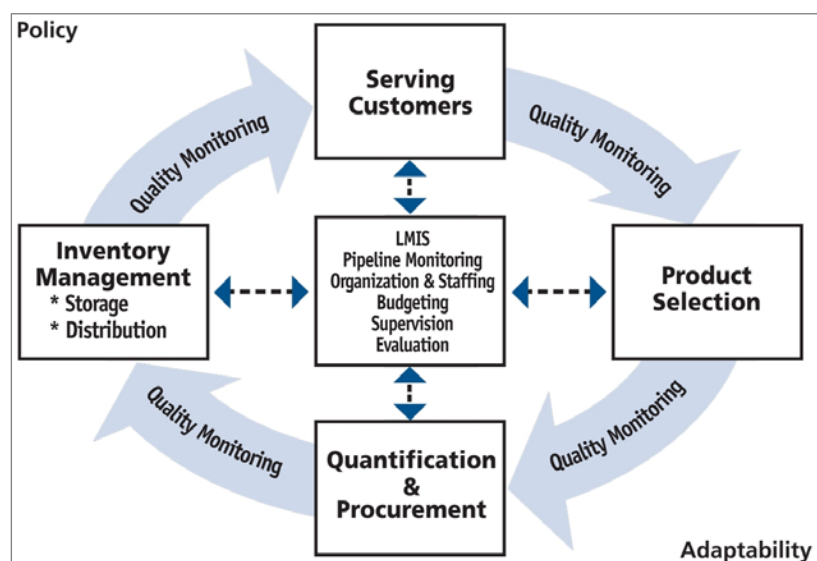 Policy
Serving
Customers
Quality Monitoring
Quality Monitoring
Inventory
Management
* Storage
* Distribution
LMIS
Pipeline Monitoring
Organization & Staffing
Budgeting
Supervision
Evaluation
Product
Selection
Quality Monitoring
Quality Monitoring
Quantification
&
Procurement
Adaptability